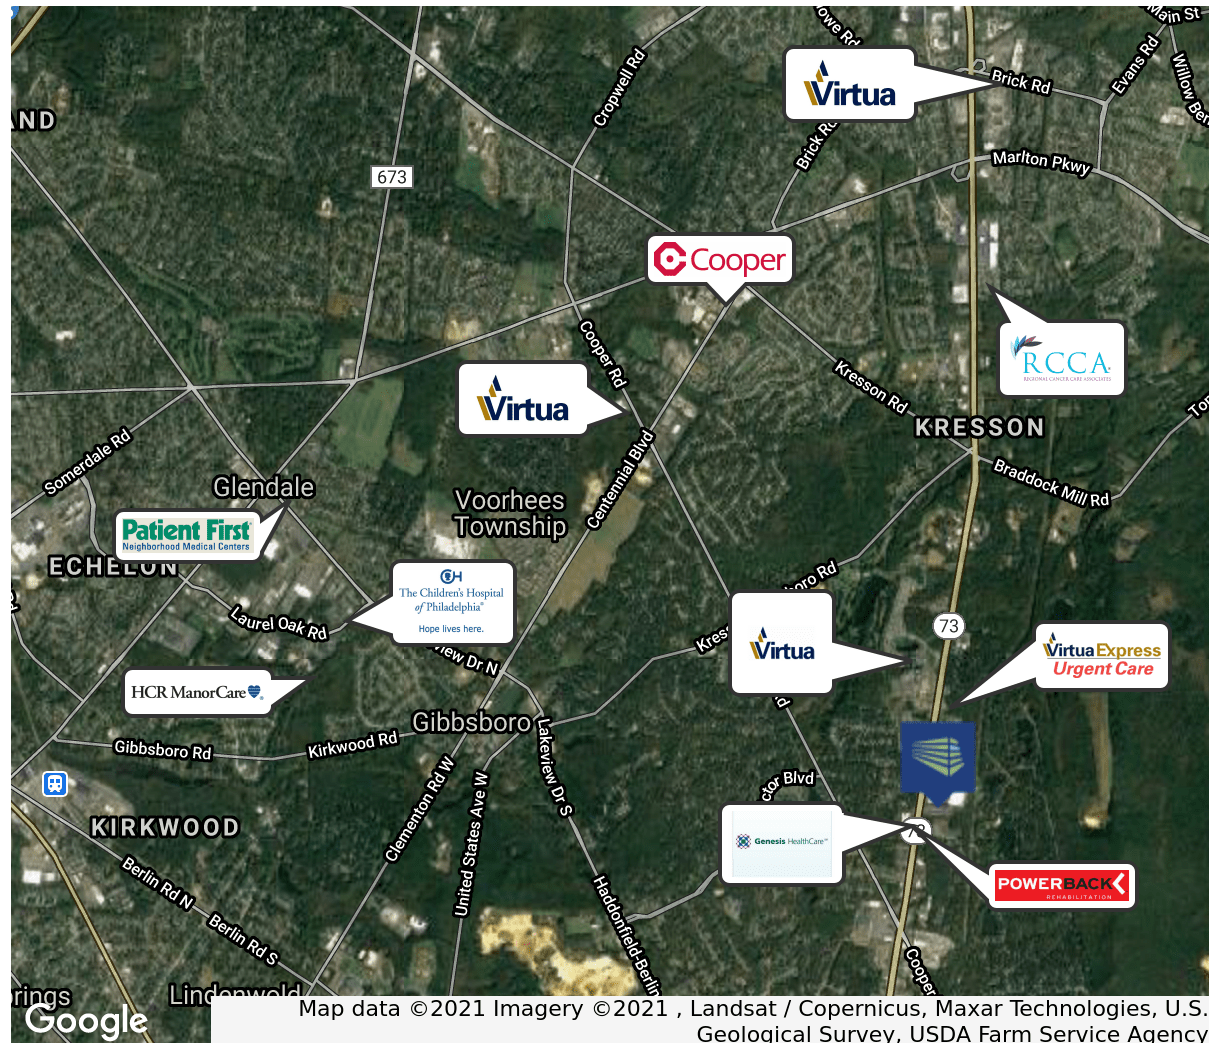 Main St
Evans Rd
Brick Rd
Cropwell Rd
Virtua
Brick Rd
Marlton Pkwy
673
Cooper
RCCA
REGIONAL CANCER CARE ASSOCIATES
Cooper Rd
Kresson Rd
Virtua
KRESSON
Somerdale Rd
Centennial Blvd
Braddock Mill Rd
Glendale
Voorhees
Township
Patient First
Neighborhood Medical Centers
ECHELON
The Children's Hospital
of Philadelphia®
Hope lives here.
Laurel Oak Rd
73
Virtua
Virtua Express
Urgent Care
HCR ManorCare
Gibbsboro
Gibbsboro Rd
Kirkwood Rd
Lakeview Dr S
Clementon Rd W
United States Ave W
KIRKWOOD
Genesis HealthCare
POWERBACK
REHABILITATION
Berlin Rd N
Berlin Rd S
Haddonfield-Berlin
Cooper
Lindenwold
Google
Map data ©2021 Imagery ©2021 , Landsat / Copernicus, Maxar Technologies, U.S.
Geological Survey, USDA Farm Service Agency